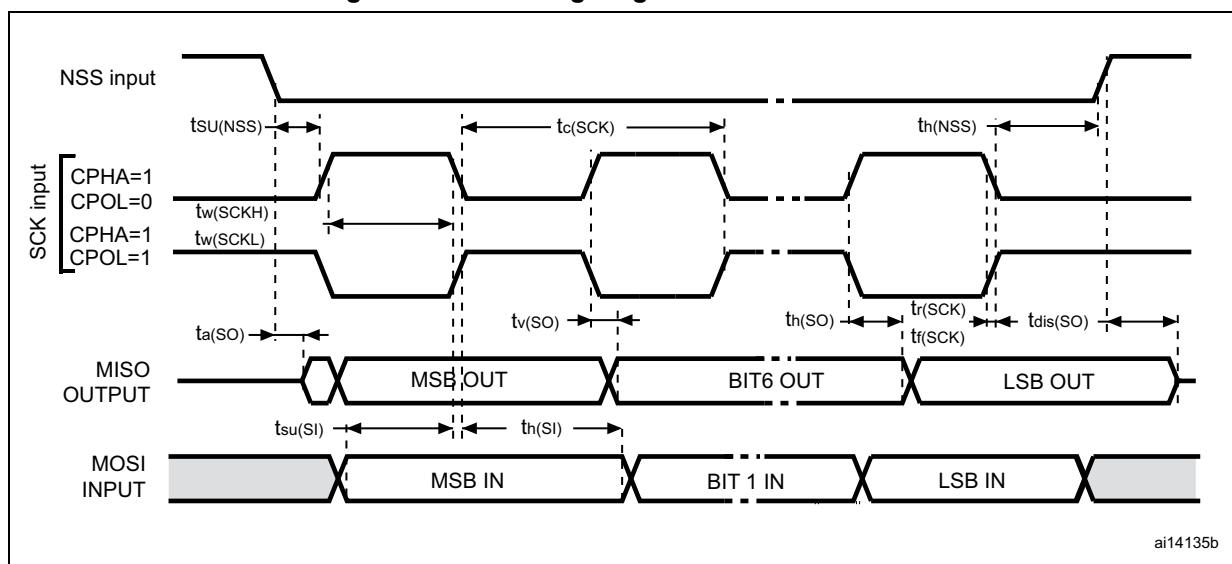 NSS input
tSU(NSS)
tc(SCK)
th(NSS)
SCK input
CPHA=1
CPOL=0
tw(SCKH)
CPHA=1
tw(SCKL)
CPOL=1
ta(SO)
tv(SO)
th(SO)
tr(SCK)
tf(SCK)
tdis(SO)
MISO
OUTPUT
MSB OUT
BIT6 OUT
LSB OUT
tsu(SI)
th(SI)
MOSI
INPUT
MSB IN
BIT 1 IN
LSB IN
ai14135b